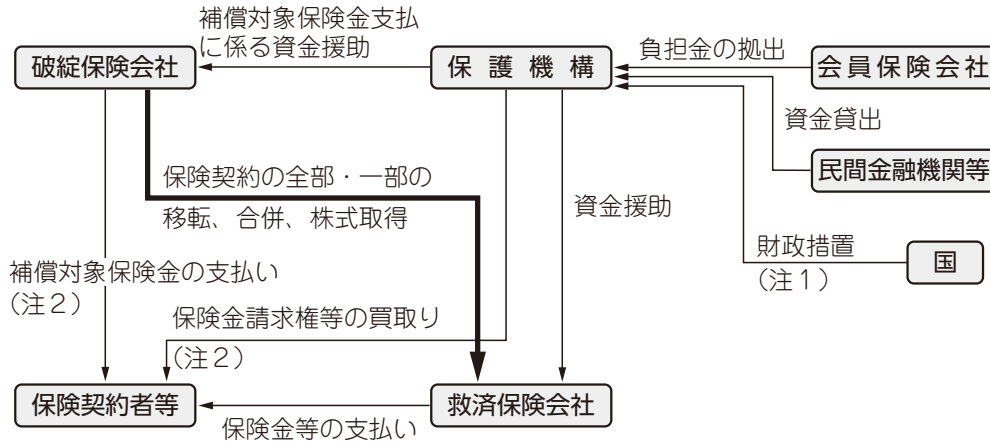 補償対象保険金支払
に係る資金援助
破綻保険会社
保護機構
負担金の拠出
会員保険会社
資金貸出
民間金融機関等
保険契約の全部・一部の
移転、合併、株式取得
資金援助
財政措置
（注１）
国
補償対象保険金の支払い
（注２）
保険金請求権等の買取り
（注２）
保険契約者等
救済保険会社
保険金等の支払い